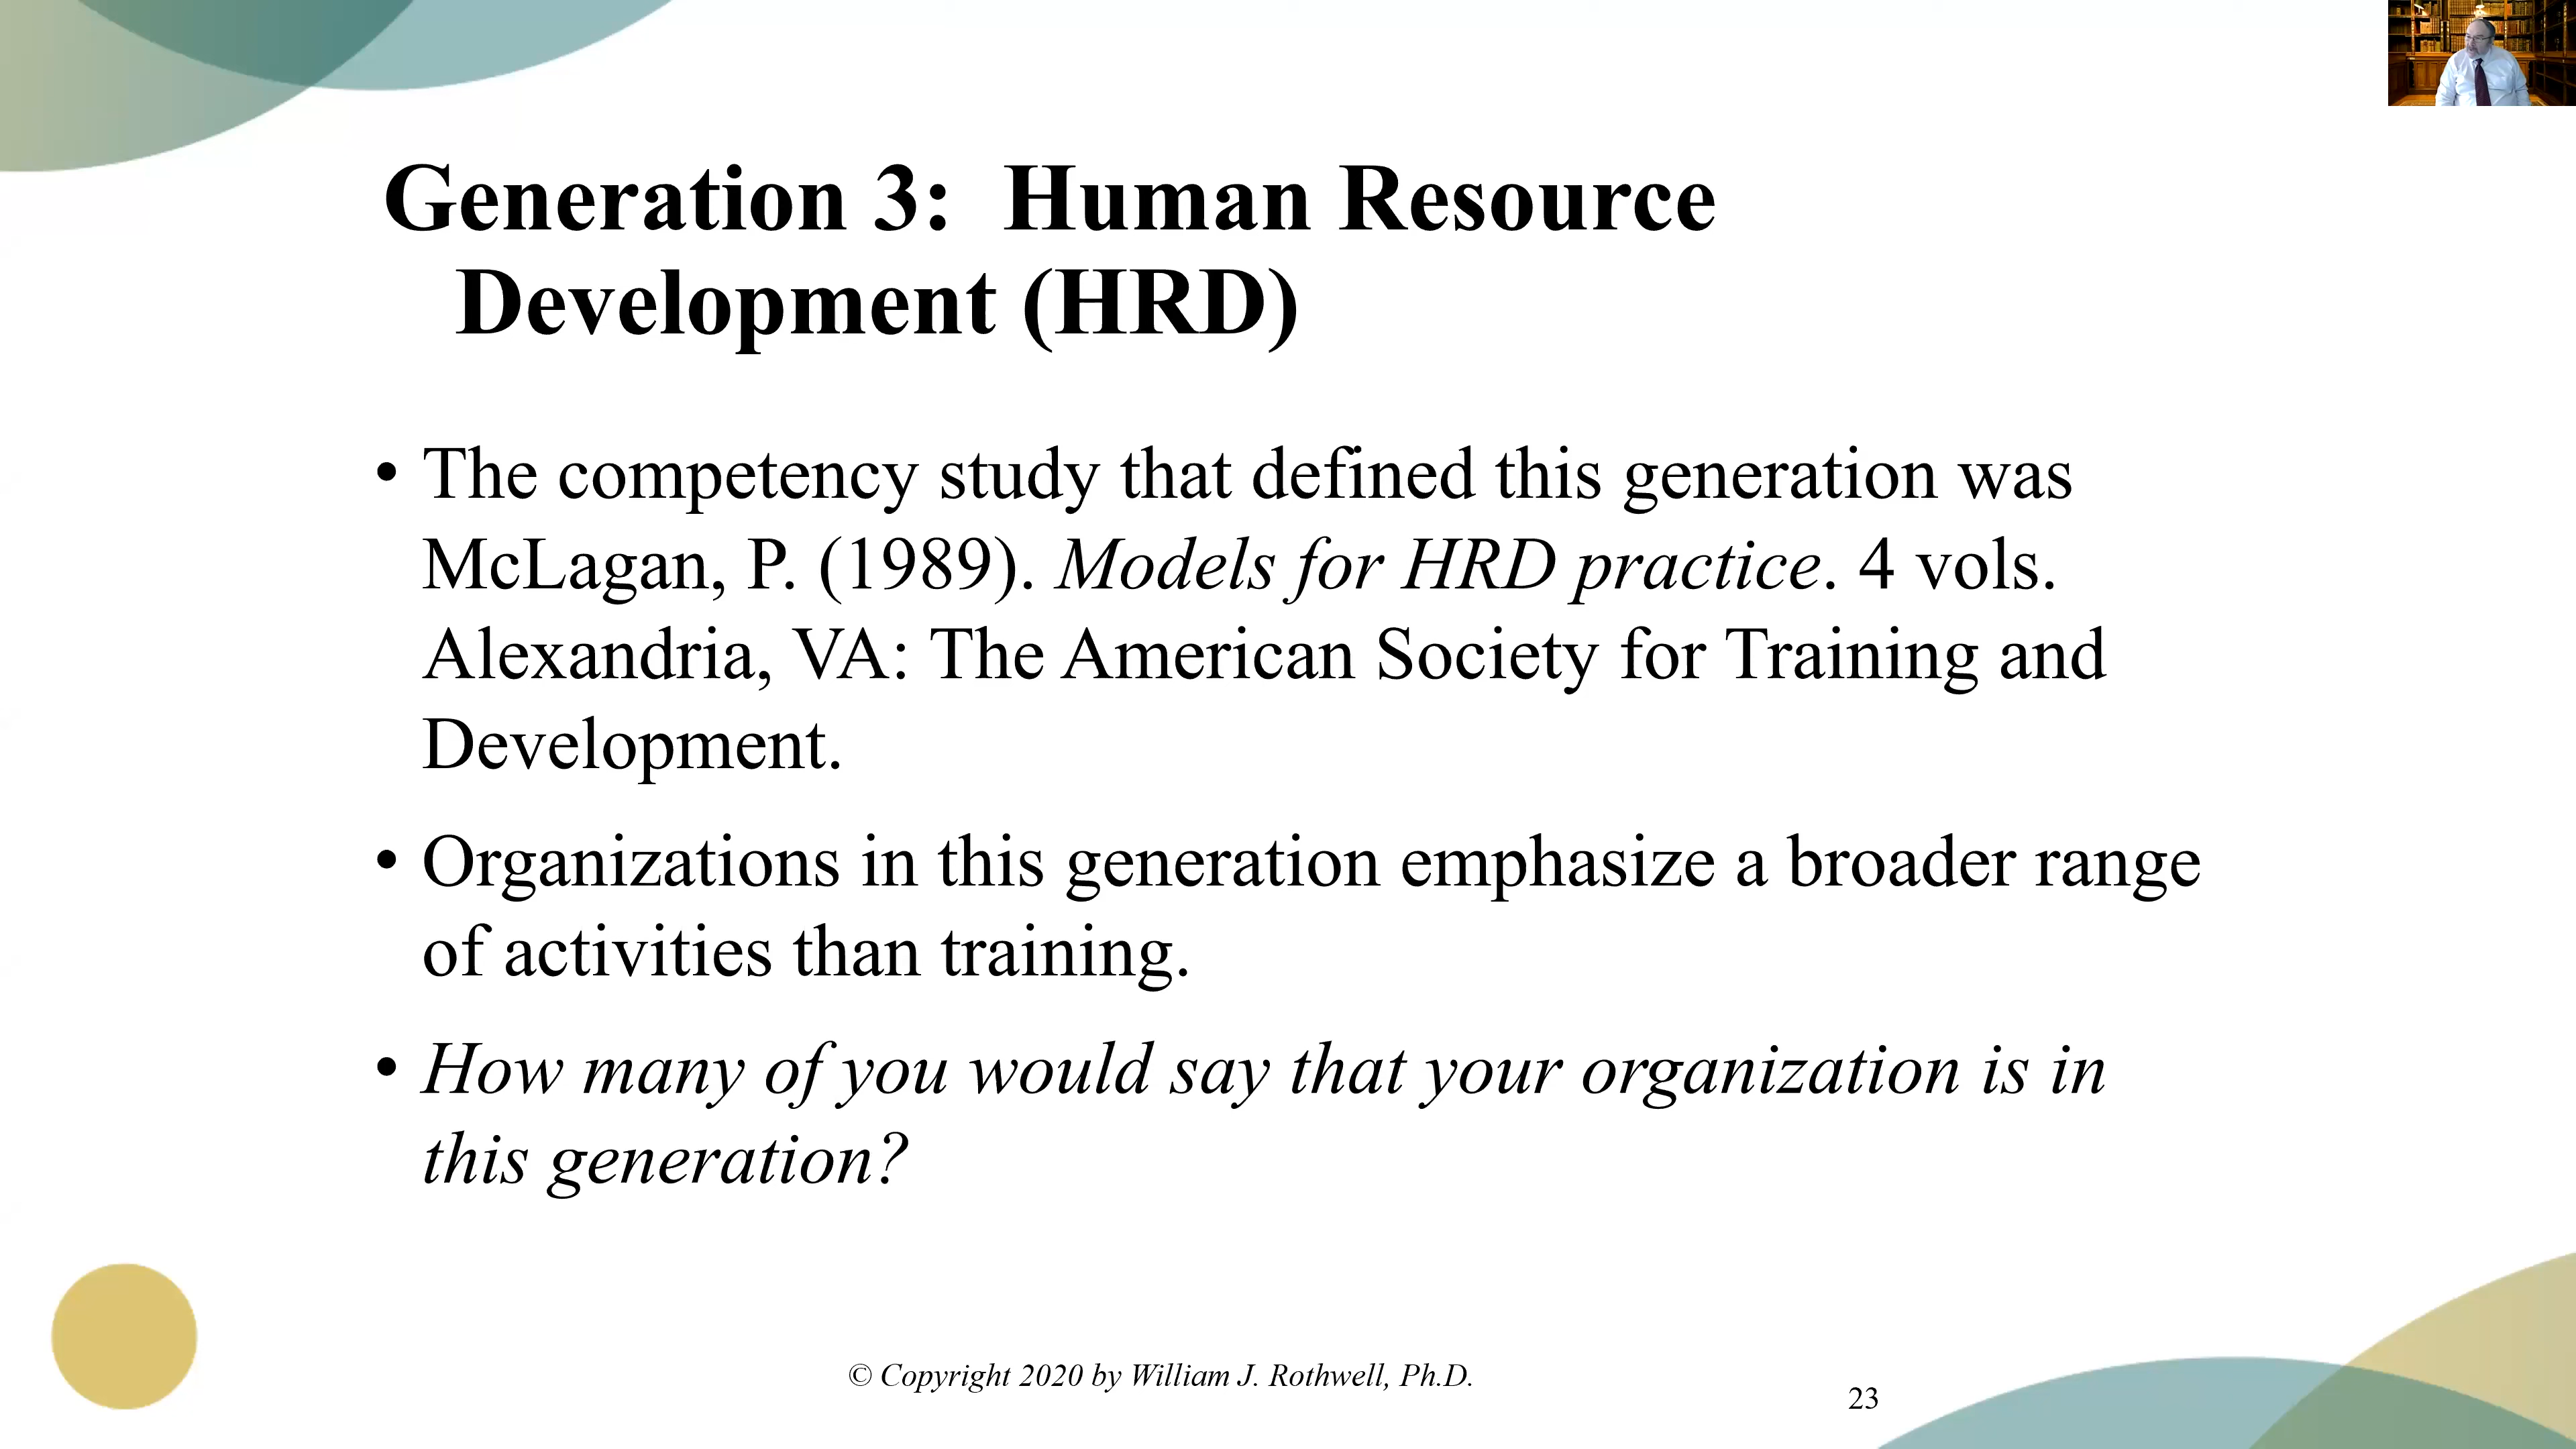 Generation 3:  Human Resource
Development (HRD)
• The competency study that defined this generation was
McLagan, P. (1989). Models for HRD practice. 4 vols.
Alexandria, VA: The American Society for Training and
Development.
• Organizations in this generation emphasize a broader range
of activities than training.
• How many of you would say that your organization is in
this generation?
© Copyright 2020 by William J. Rothwell, Ph.D.
23